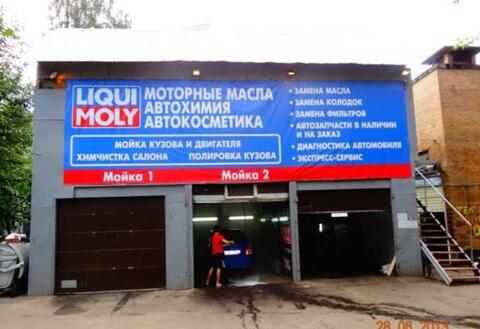 LIQUI
MOLY
МОТОРНЫЕ МАСЛА
АВТОХИМИЯ
АВТОКОСМЕТИКА
МОЙКА КУЗОВА И ДВИГАТЕЛЯ
ХИМЧИСТКА САЛОНА ПОЛИРОВКА КУЗОВА
• ЗАМЕНА МАСЛА
• ЗАМЕНА КОЛОДОК
• ЗАМЕНА ФИЛЬТРОВ
• АВТОЗАПЧАСТИ В НАЛИЧИИ
И НА ЗАКАЗ
• ДИАГНОСТИКА АВТОМОБИЛЯ
• ЭКСПРЕСС-СЕРВИС
Мойка 1 Мойка 2
28.06.2013